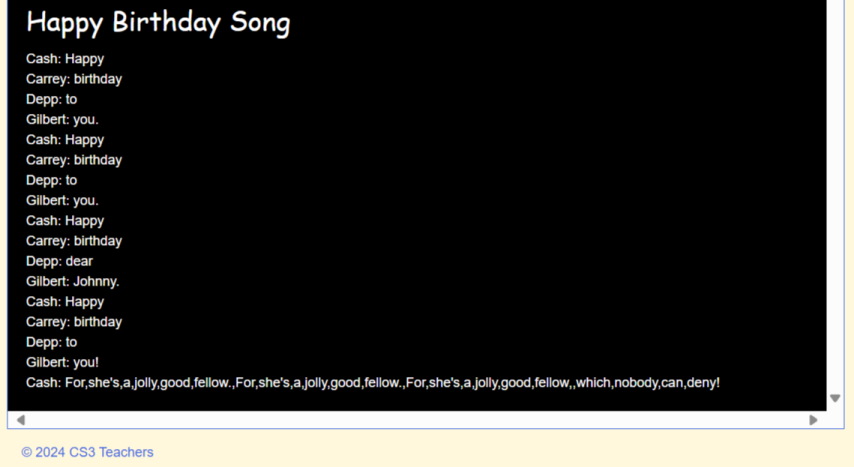 Happy Birthday Song
Cash: Happy
Carrey: birthday
Depp: to
Gilbert: you.
Cash: Happy
Carrey: birthday
Depp: to
Gilbert: you.
Cash: Happy
Carrey: birthday
Depp: dear
Gilbert: Johnny.
Cash: Happy
Carrey: birthday
Depp: to
Gilbert: you!
Cash: For,she's,a,jolly,good,fellow.,For,she's,a,jolly,good,fellow.,For,she's,a,jolly,good,fellow,,which,nobody,can,deny!
© 2024 CS3 Teachers